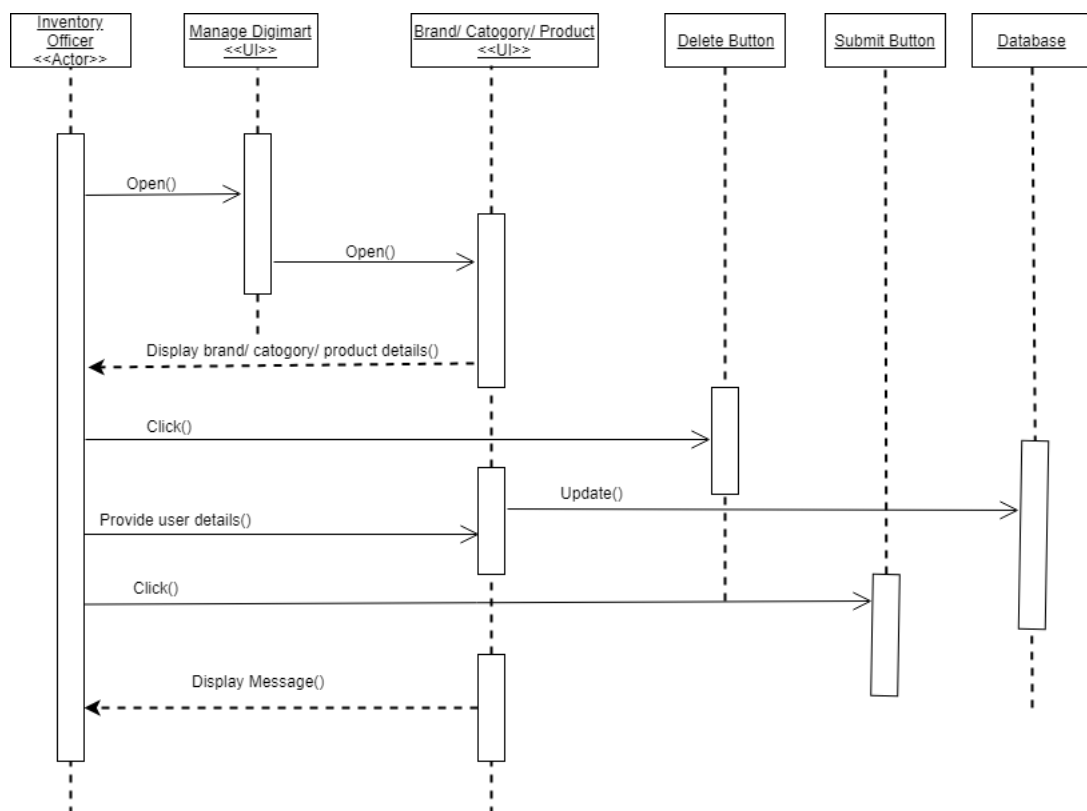 Inventory
Officer
<<Actor>>
Manage Digimart
<<UI>>
Brand/ Catogory/ Product
<<UI>>
Delete Button
Submit Button
Database
Open()
Open()
Display brand/ catogory/ product details()
Click()
Update()
Provide user details()
Click()
Display Message()